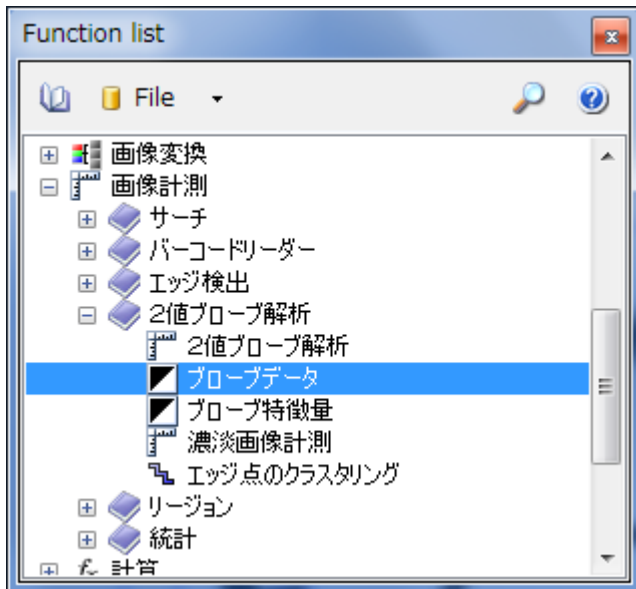 Function list
File
画像変換
画像計測
サーチ
バーコードリーダー
エッジ検出
2値ブローブ解析
2値ブローブ解析
ブローブデータ
ブローブ特徴量
濃淡画像計測
エッジ点のクラスタリング
リージョン
統計
計算